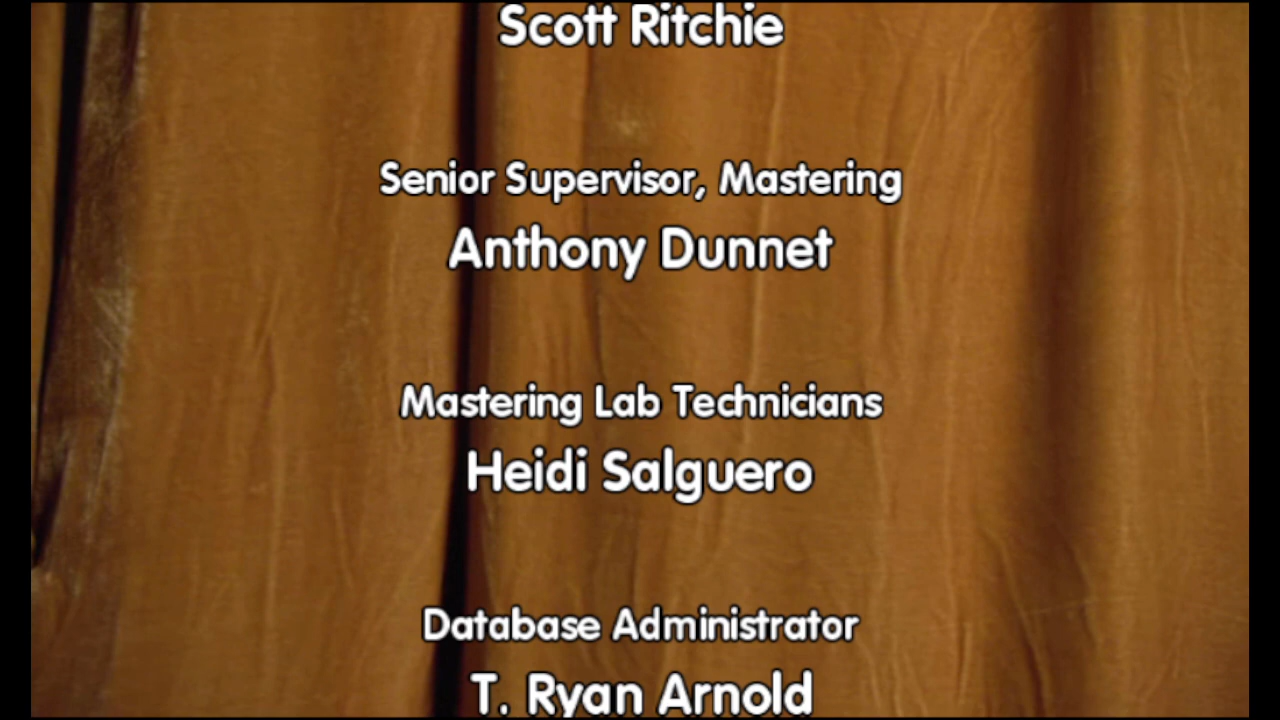 Scott Ritchie
Senior Supervisor, Mastering
Anthony Dunnet
Mastering Lab Technicians
Heidi Salguero
Database Administrator
T. Ryan Arnold